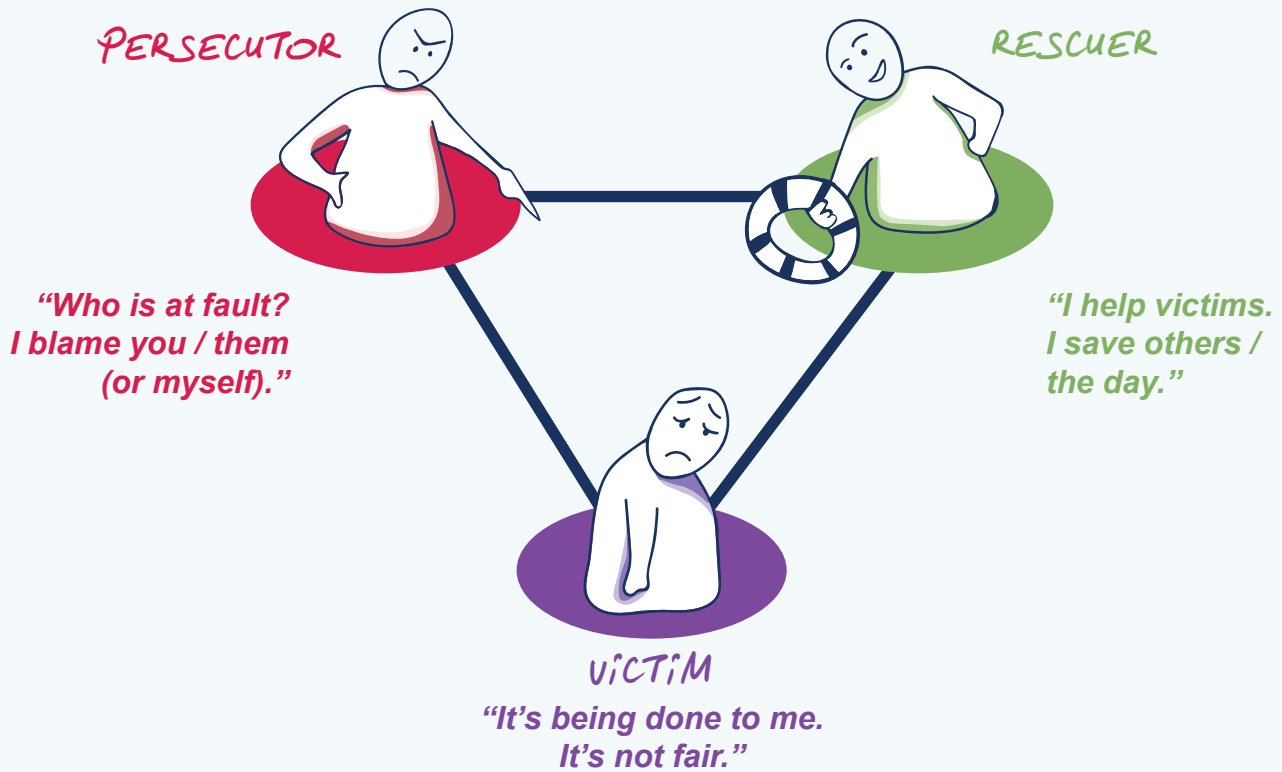 PERSECUTOR
RESCUER
“Who is at fault?
I blame you / them
(or myself).”
“I help victims.
I save others /
the day.”
ViCTiM
“It’s being done to me.
It’s not fair.”